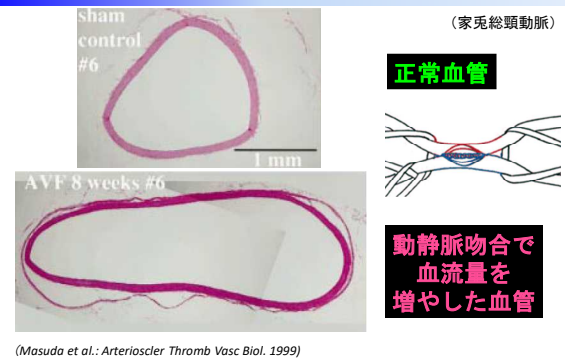 （家兎総頸動脈）
sham
control
#6
正常血管
1 mm
AVF 8 weeks #6
動静脈吻合で
血流量を
増やした血管
(Masuda et al.: Arterioscler Thromb Vasc Biol. 1999)